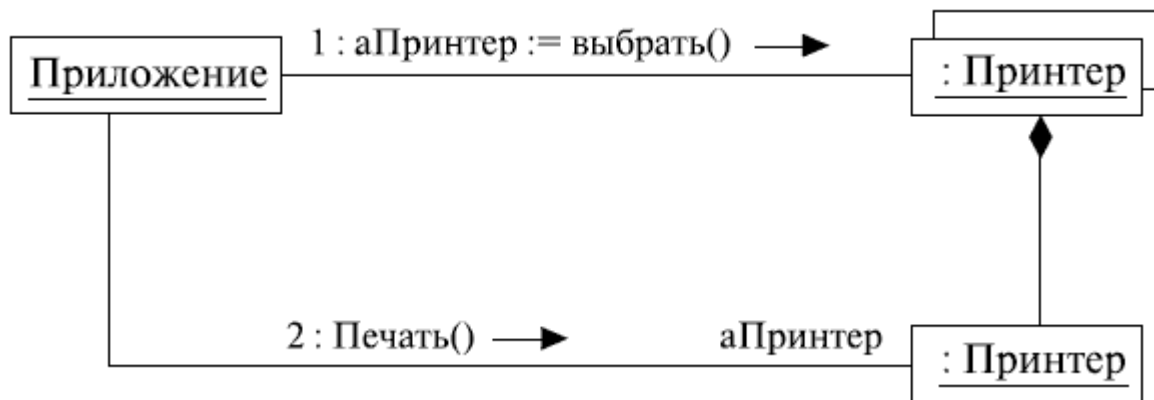 1 : аПринтер := выбрать()
Приложение
: Принтер
2 : Печать()
аПринтер
: Принтер